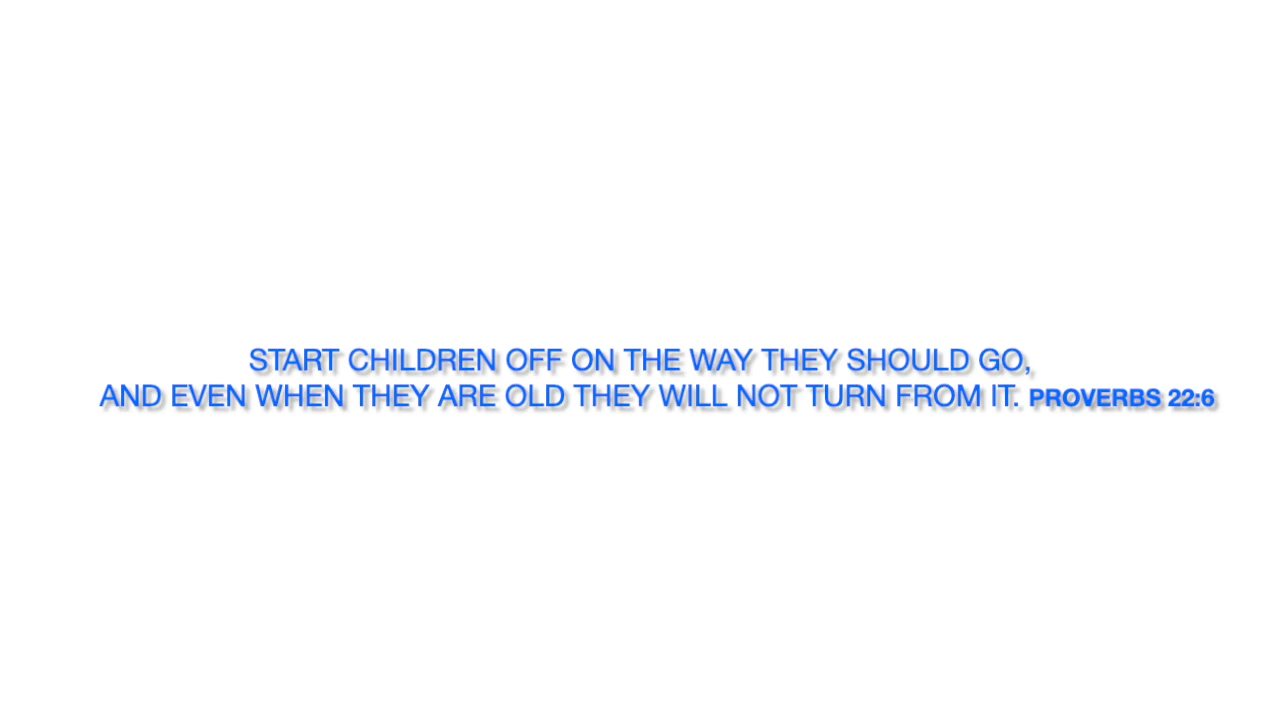 START CHILDREN OFF ON THE WAY THEY SHOULD GO,
AND EVEN WHEN THEY ARE OLD THEY WILL NOT TURN FROM IT. PROVERBS 22:6